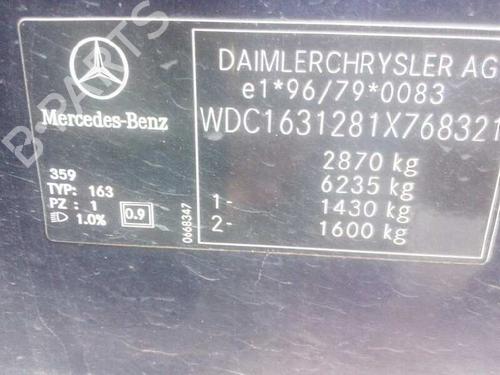 DAIMLERCHRYSLER AG
e1*96/79*0083
WDC1631281X768321
2870 kg
6235 kg
1- 1430 kg
2- 1600 kg
Mercedes-Benz
359
TYP: 163
PZ : 1
1.0%
0.9
0668347
B-PARTS